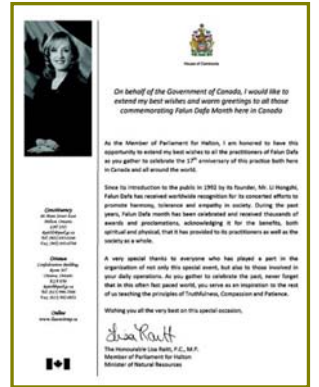 House of Commons
On behalf of the Government of Canada, I would like to
extend my best wishes and warm greetings to all those
commemorating Falun Dafa Month here in Canada
As the Member of Parliament for Halton, I am honored to have this
opportunity to extend my best wishes to all the practitioners of Falun Dafa
as you gather to celebrate the 17th anniversary of this practice both here
in Canada and all around the world.
Since its introduction to the public in 1992 by its founder, Mr. Li Hongzhi,
Falun Dafa has received worldwide recognition for its concerted efforts to
promote harmony, tolerance and empathy in society. During the past
years, Falun Dafa month has been celebrated and received thousands of
awards and proclamations, acknowledging it for the benefits, both
spiritual and physical, that it has provided to its practitioners as well as the
society as a whole.
A very special thanks to everyone who has played a part in the
organization of not only this special event, but also to those involved in
your daily operations. As you gather to celebrate the past, never forget
that in this often fast paced world, you serve as an inspiration to the rest
of us teaching the principles of Truthfulness, Compassion and Patience.
Wishing you all the very best on this special occasion,
Lisa Raitt
The Honourable Lisa Raitt, P.C., M.P.
Member of Parliament for Halton
Minister of Natural Resources
Constituency
Ottawa
Confederation Building
Ottawa, Ontario
Online